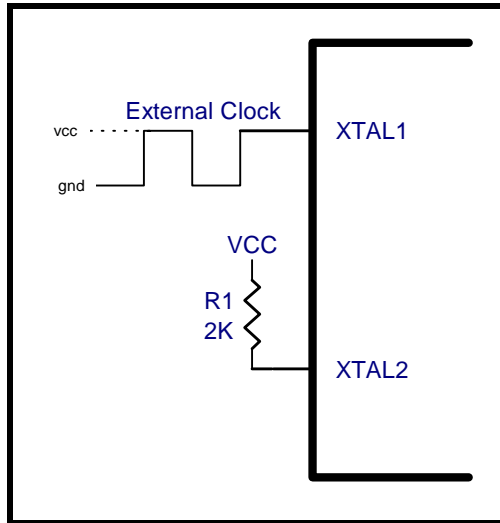 External Clock
vcc
XTAL1
gnd
VCC
R1
2K
XTAL2